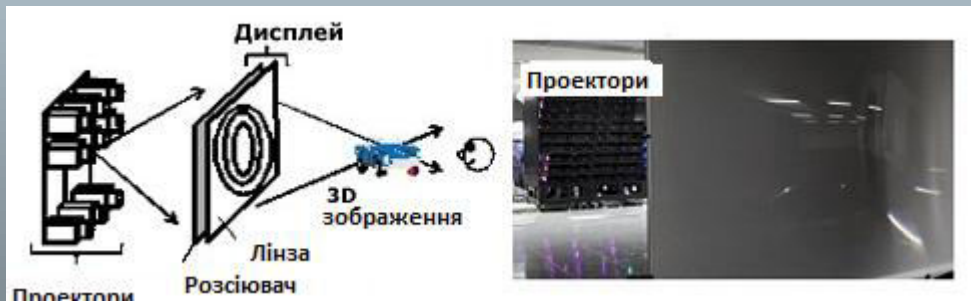 Дисплей
3D
зображення
Лінза
Розсіювач
Проектори
Проектори